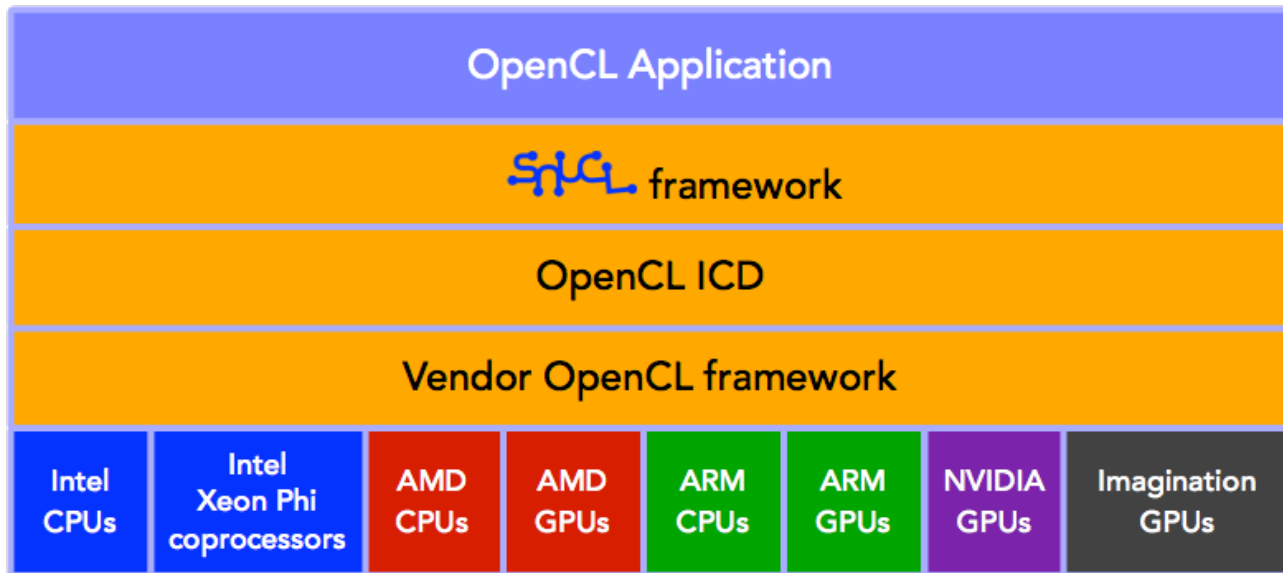 OpenCL Application
SnUCL framework
OpenCL ICD
Vendor OpenCL framework
Intel
CPUs
Intel
Xeon Phi
coprocessors
AMD
CPUs
AMD
GPUs
ARM
CPUs
ARM
GPUs
NVIDIA
GPUs
Imagination
GPUs